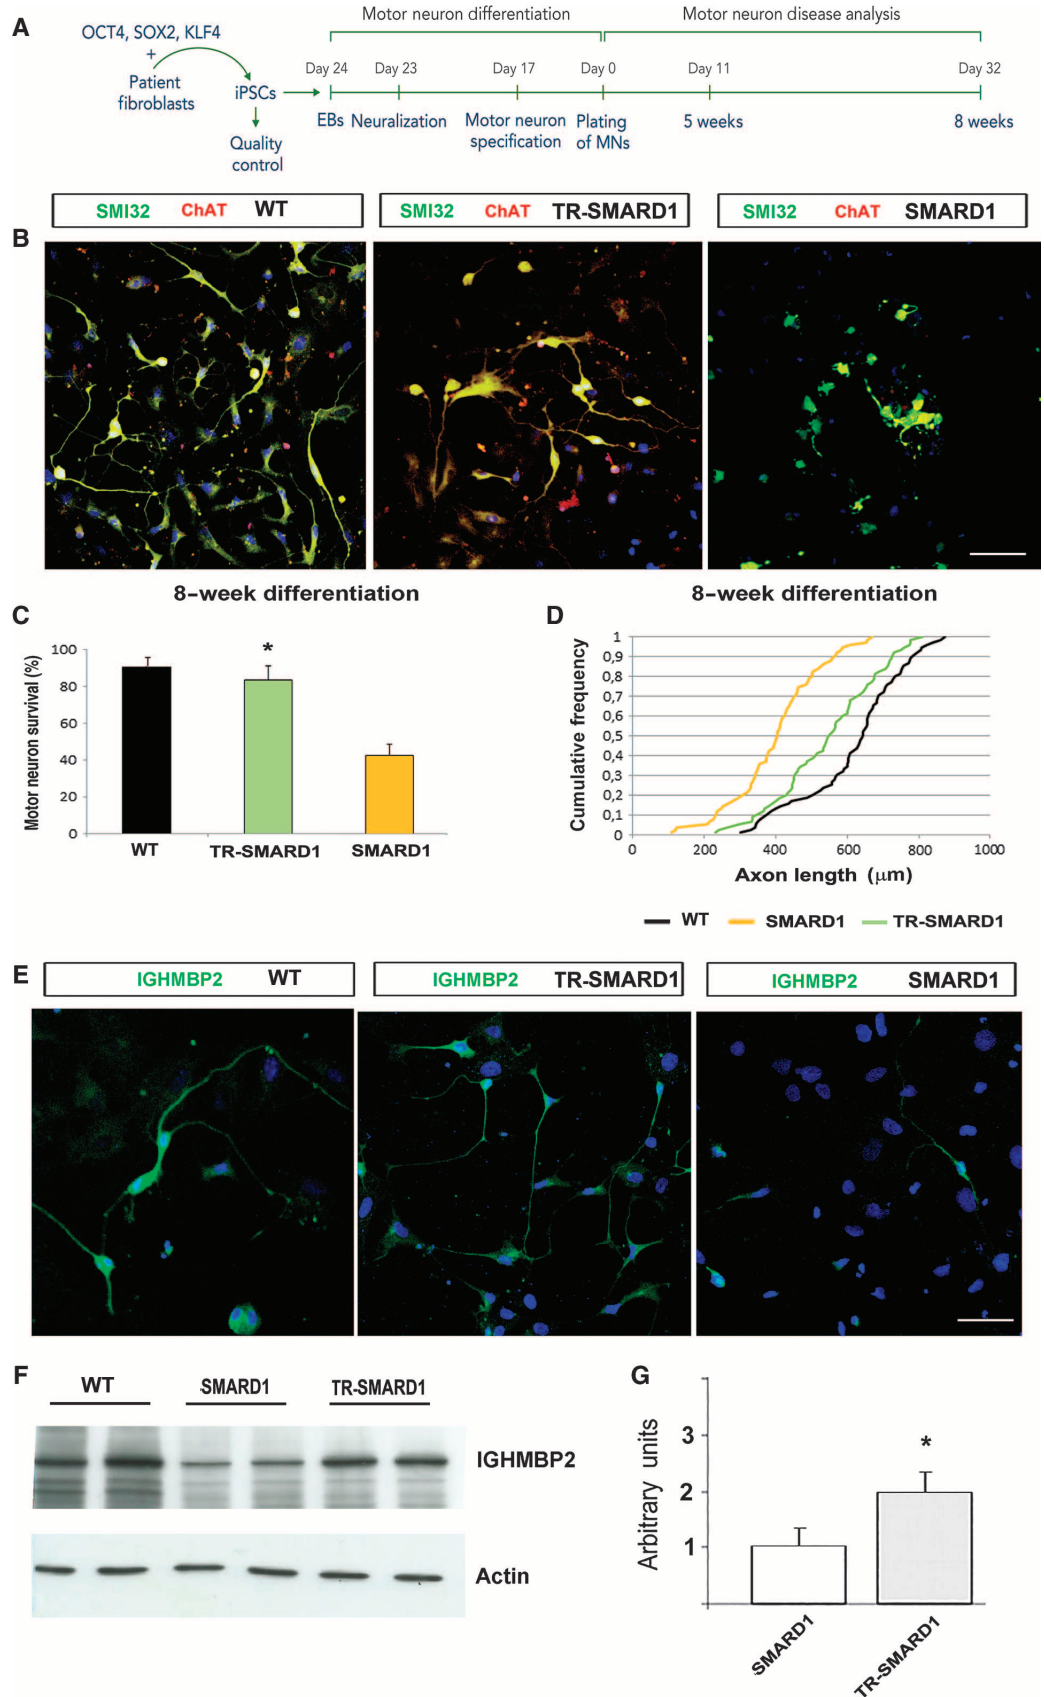 A
Motor neuron differentiation
Motor neuron disease analysis
OCT4, SOX2, KLF4
+
Patient
fibroblasts
iPSCs
Quality
control
Day 24
Day 23
Day 17
Day 0
Day 11
Day 32
EBs
Neuralization
Motor neuron
specification
Plating
of MNs
5 weeks
8 weeks
SMI32 ChAT WT
SMI32 ChAT TR-SMARD1
SMI32 ChAT SMARD1
B
8-week differentiation
8-week differentiation
C
Motor neuron survival (%)
100
80
60
40
20
0
*
WT
TR-SMARD1
SMARD1
D
Cumulative frequency
1
0,9
0,8
0,7
0,6
0,5
0,4
0,3
0,2
0,1
0
0 200 400 600 800 1000
Axon length (μm)
WT SMARD1 TR-SMARD1
E
IGHMBP2 WT
IGHMBP2 TR-SMARD1
IGHMBP2 SMARD1
F
WT SMARD1 TR-SMARD1
IGHMBP2
Actin
G
Arbitrary units
3
2
1
*
SMARD1
TR-SMARD1